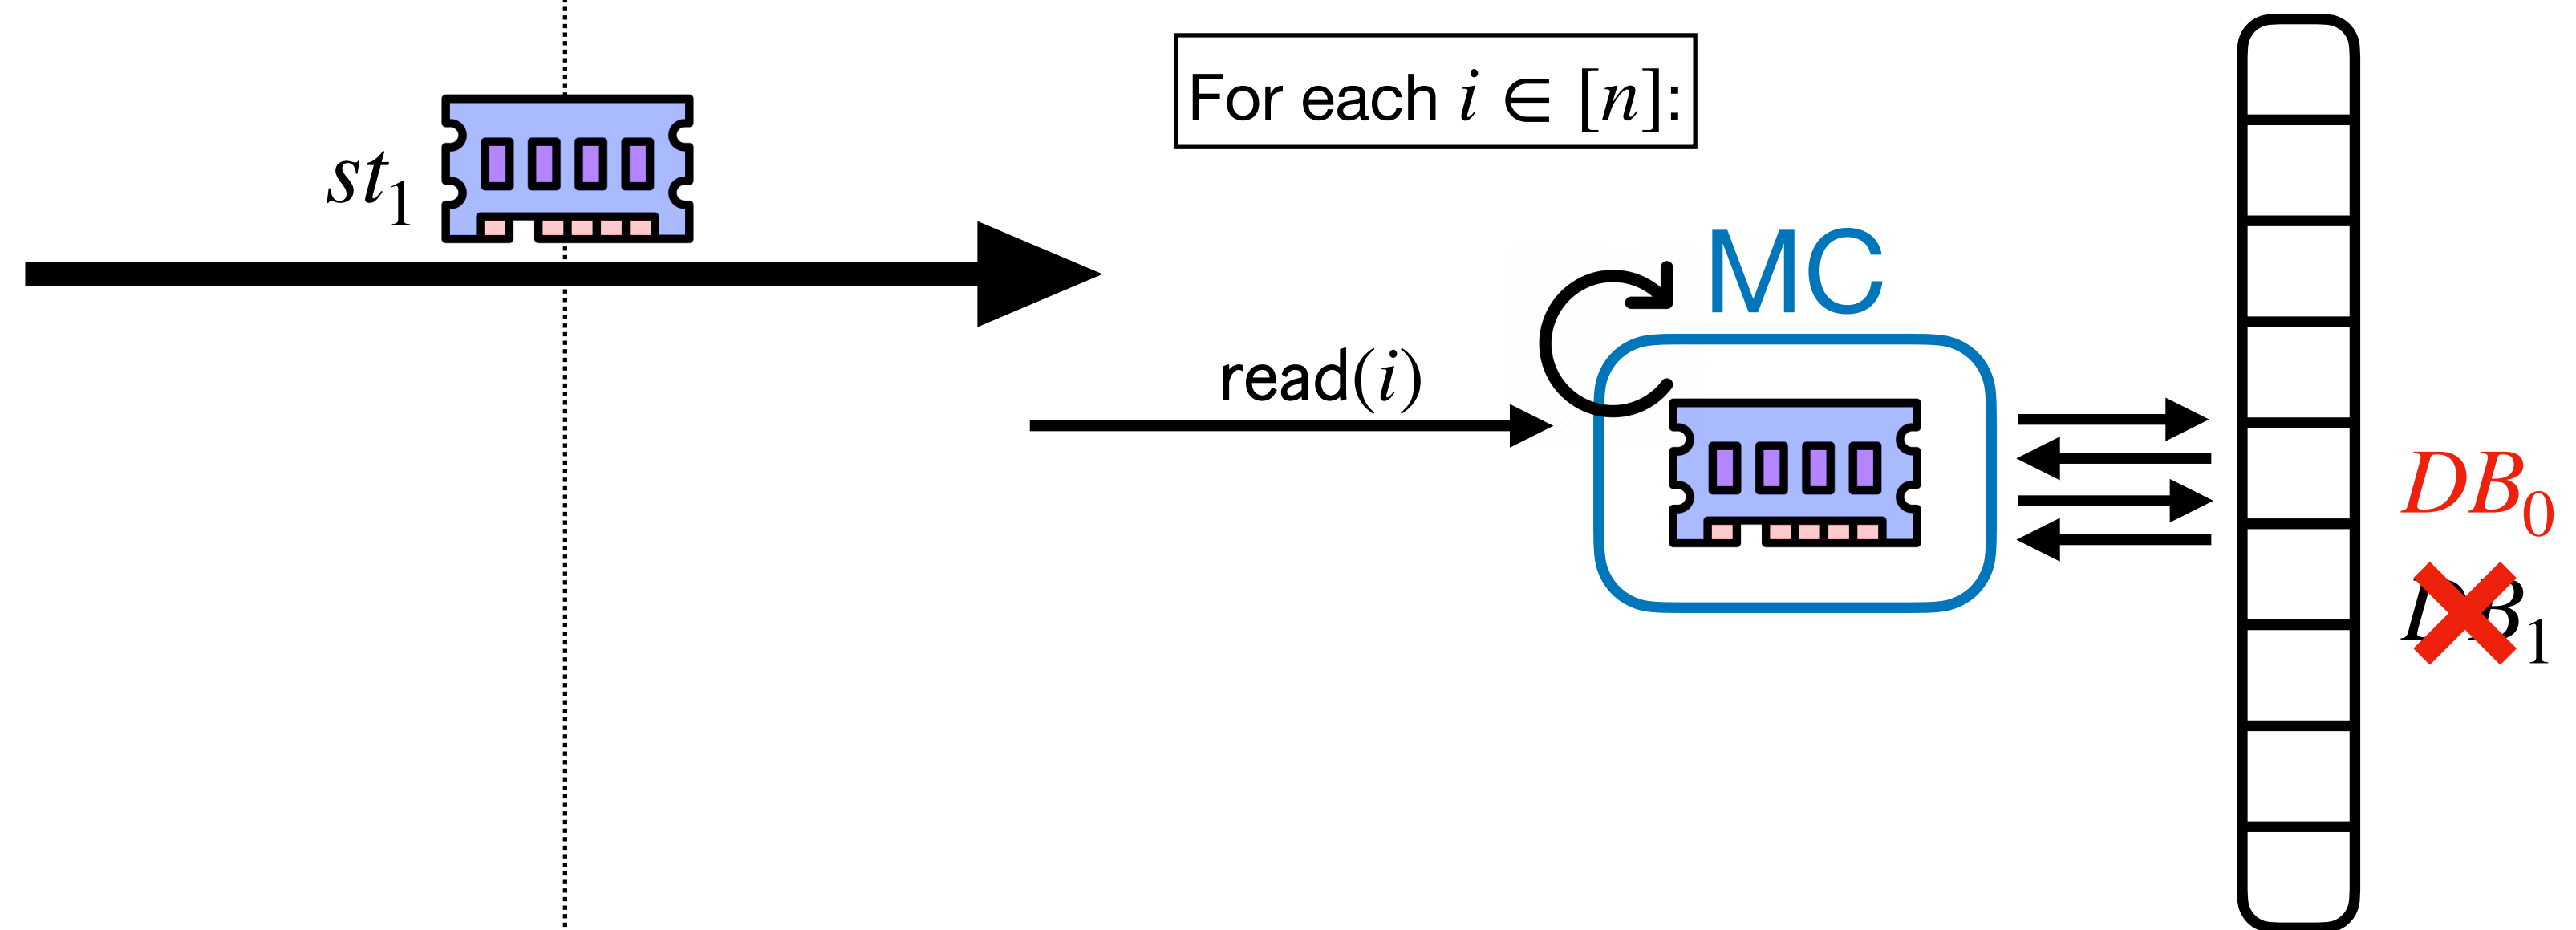 For each i ∈ [n]:
st₁
MC
read(i)
DB₀
DB₁